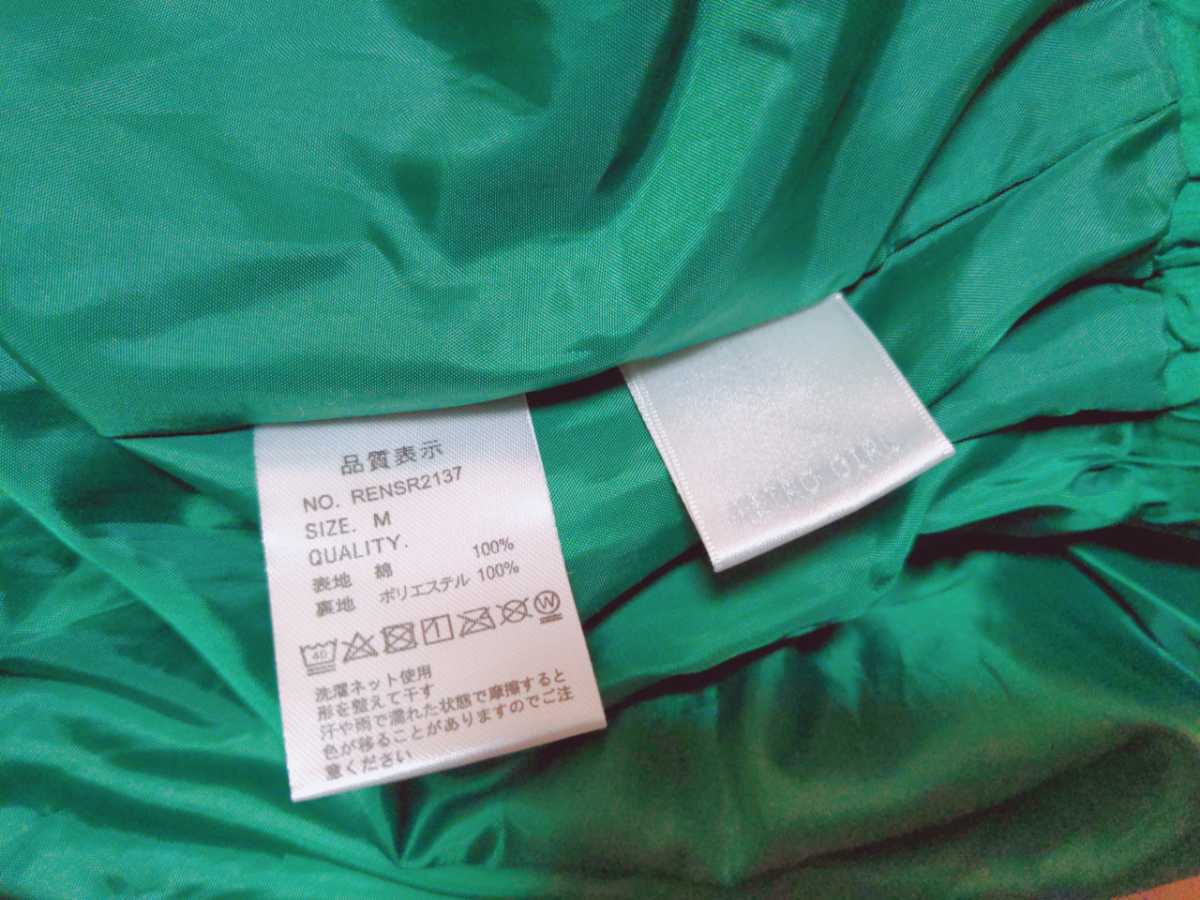 品質表示
NO. RENSR2137
SIZE. M
QUALITY.
表地 綿 100%
裏地 ポリエステル 100%
40
W
洗濯ネット使用
形を整えて干す
汗や雨で濡れた状態で摩擦すると
色が移ることがありますのでご注
意ください